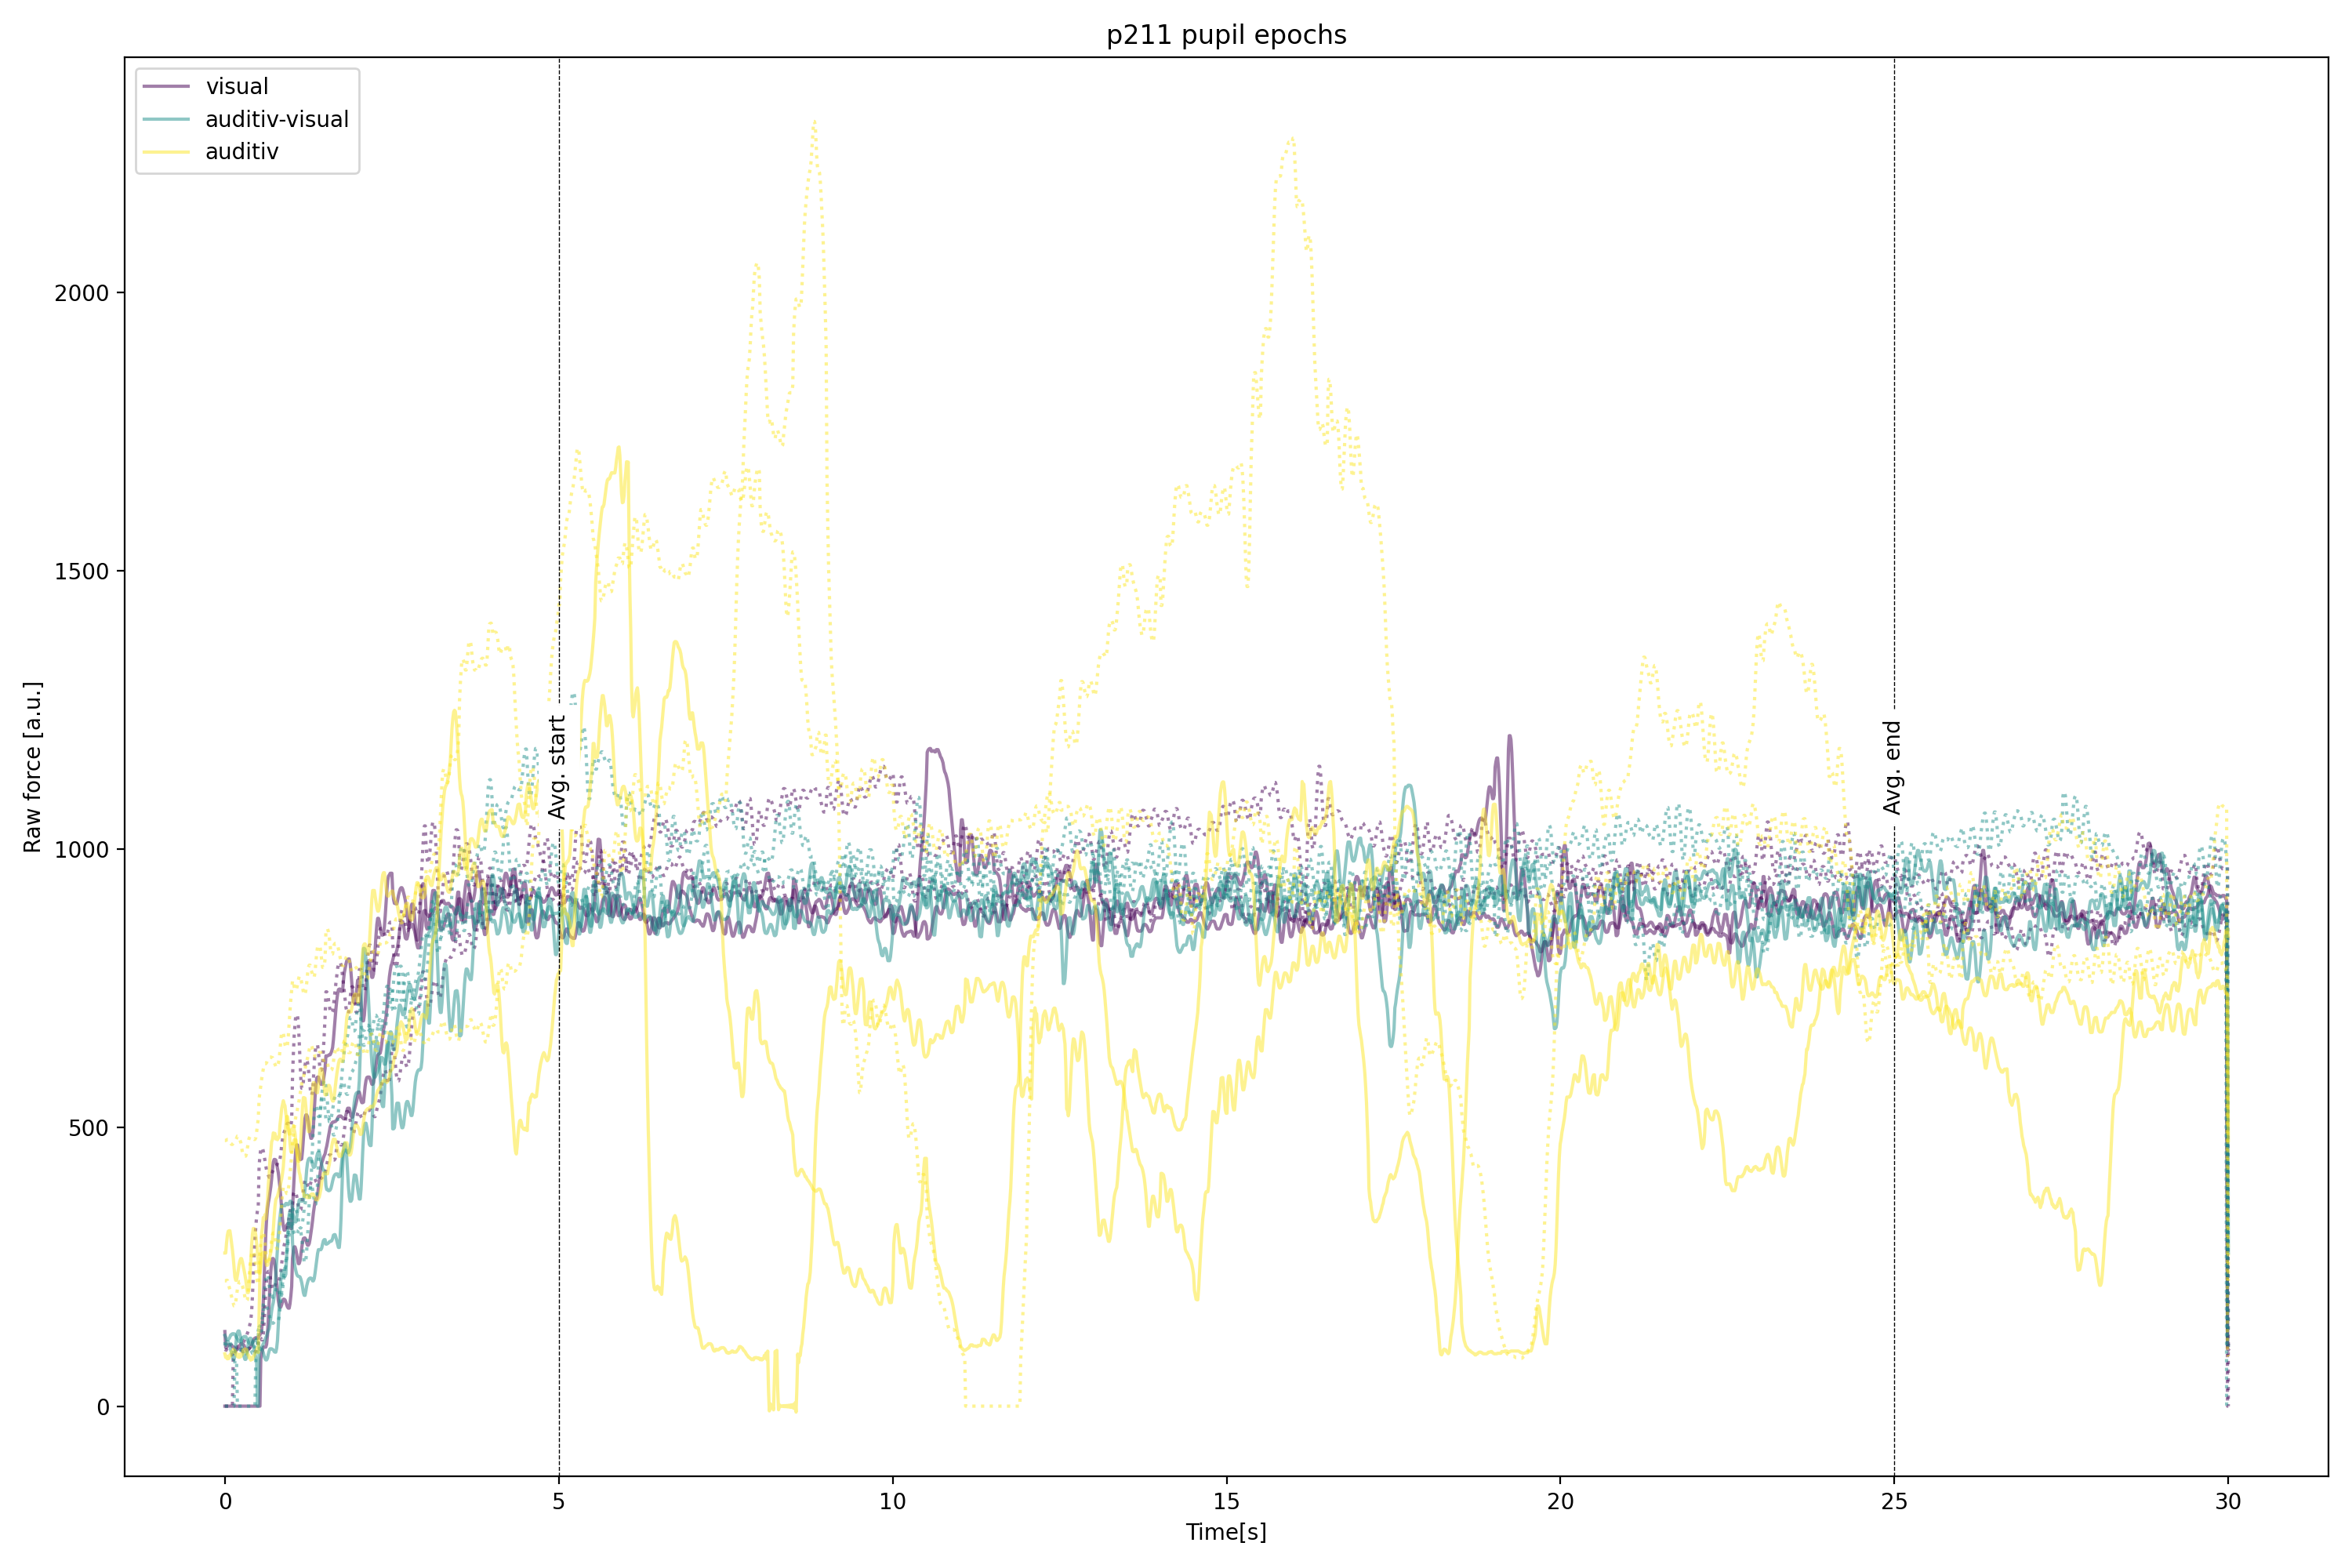 p211 pupil epochs
visual
auditiv-visual
auditiv
2000
1500
1000
500
0
Raw force [a.u.]
Avg. start
Avg. end
0 5 10 15 20 25 30
Time[s]